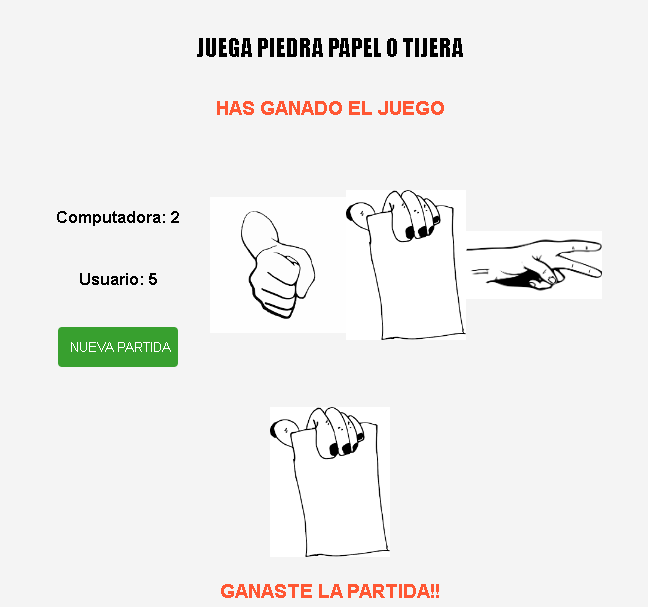 JUEGA PIEDRA PAPEL O TIJERA
HAS GANADO EL JUEGO
Computadora: 2
Usuario: 5
NUEVA PARTIDA
GANASTE LA PARTIDA!!